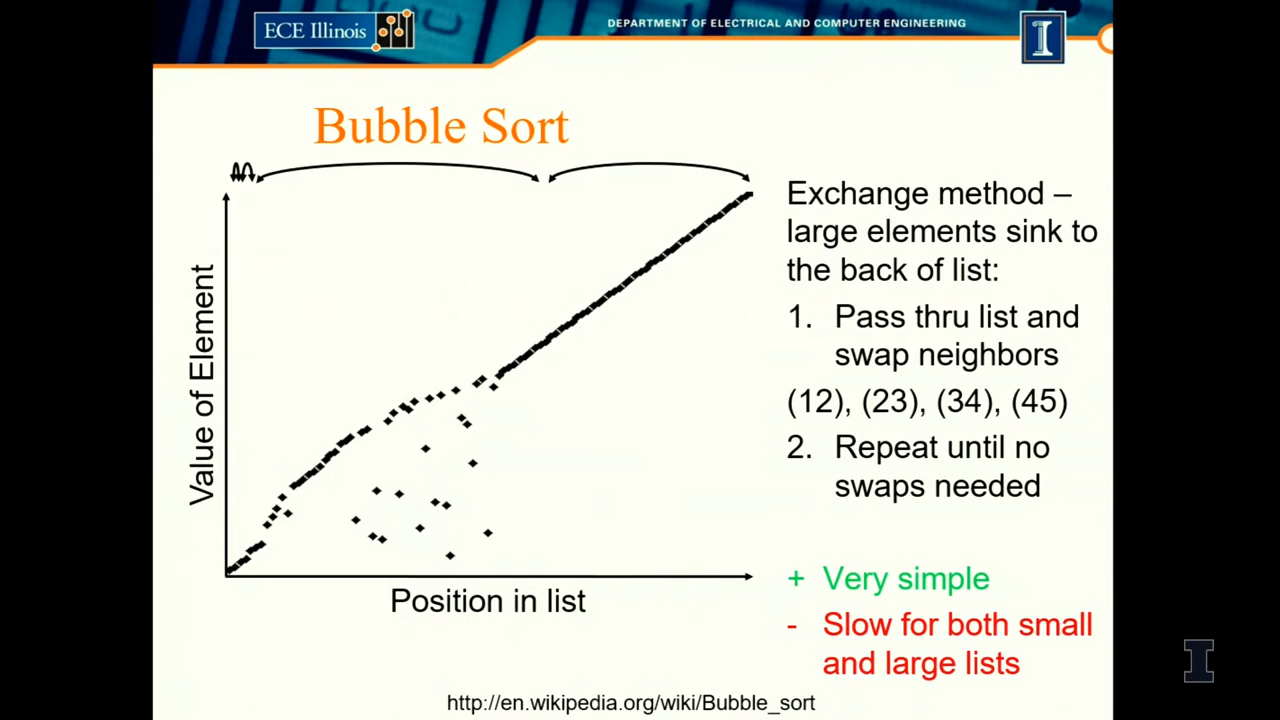 ECE Illinois
DEPARTMENT OF ELECTRICAL AND COMPUTER ENGINEERING
I
Bubble Sort
Value of Element
Position in list
Exchange method –
large elements sink to
the back of list:
1. Pass thru list and
swap neighbors
(12), (23), (34), (45)
2. Repeat until no
swaps needed
+ Very simple
- Slow for both small
and large lists
http://en.wikipedia.org/wiki/Bubble_sort
I